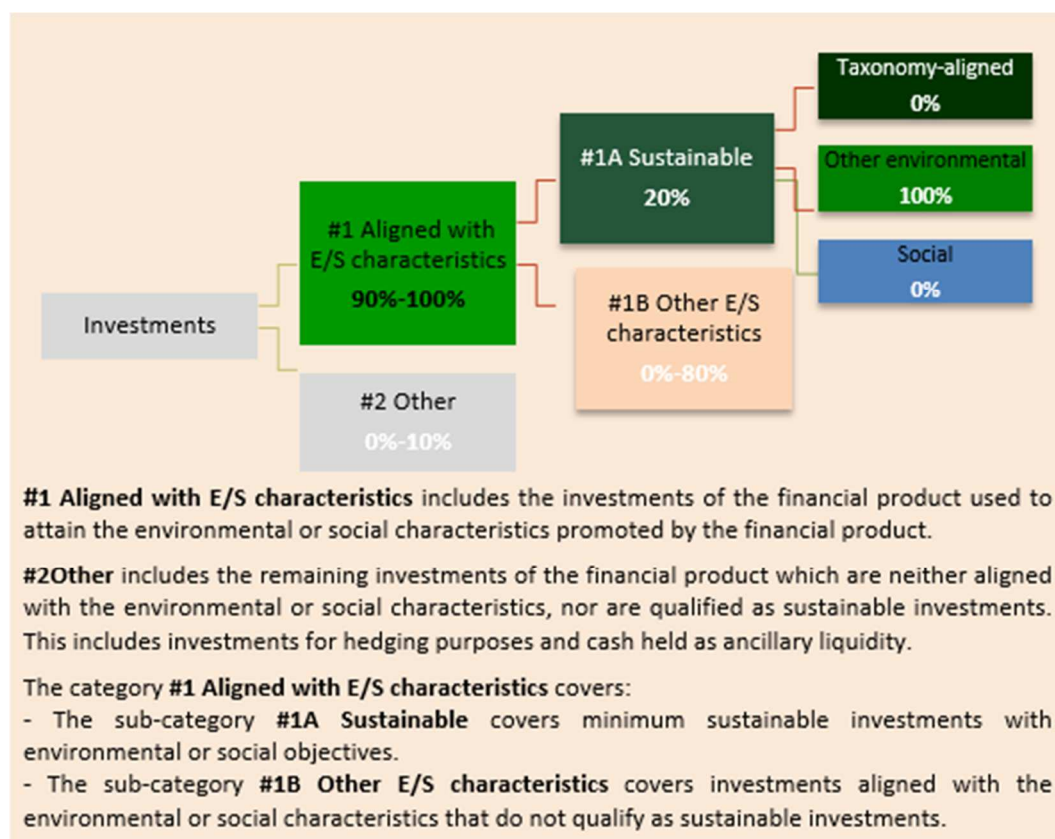 Taxonomy-aligned
0%
#1A Sustainable
20%
Other environmental
100%
#1 Aligned with
E/S characteristics
90%-100%
Social
0%
Investments
#1B Other E/S
characteristics
0%-80%
#2 Other
0%-10%
#1 Aligned with E/S characteristics includes the investments of the financial product used to
attain the environmental or social characteristics promoted by the financial product.
#2Other includes the remaining investments of the financial product which are neither aligned
with the environmental or social characteristics, nor are qualified as sustainable investments.
This includes investments for hedging purposes and cash held as ancillary liquidity.
The category #1 Aligned with E/S characteristics covers:
- The sub-category #1A Sustainable covers minimum sustainable investments with
environmental or social objectives.
- The sub-category #1B Other E/S characteristics covers investments aligned with the
environmental or social characteristics that do not qualify as sustainable investments.